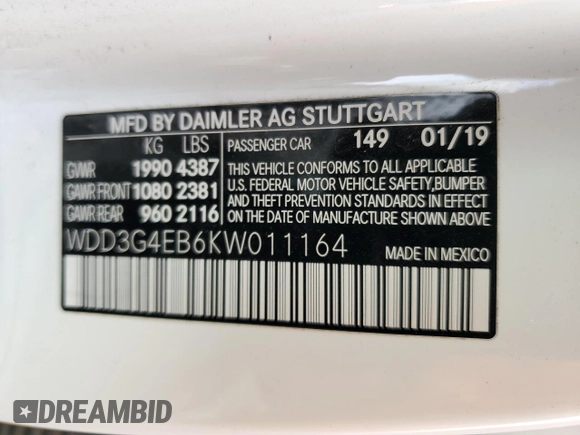 MFD BY DAIMLER AG STUTTGART
KG LBS
GVWR 1990 4387
GAWR FRONT 1080 2381
GAWR REAR 960 2116
PASSENGER CAR 149 01/19
THIS VEHICLE CONFORMS TO ALL APPLICABLE
U.S. FEDERAL MOTOR VEHICLE SAFETY, BUMPER
AND THEFT PREVENTION STANDARDS IN EFFECT
ON THE DATE OF MANUFACTURE SHOWN ABOVE
WDD3G4EB6KW011164
MADE IN MEXICO
DREAMBID